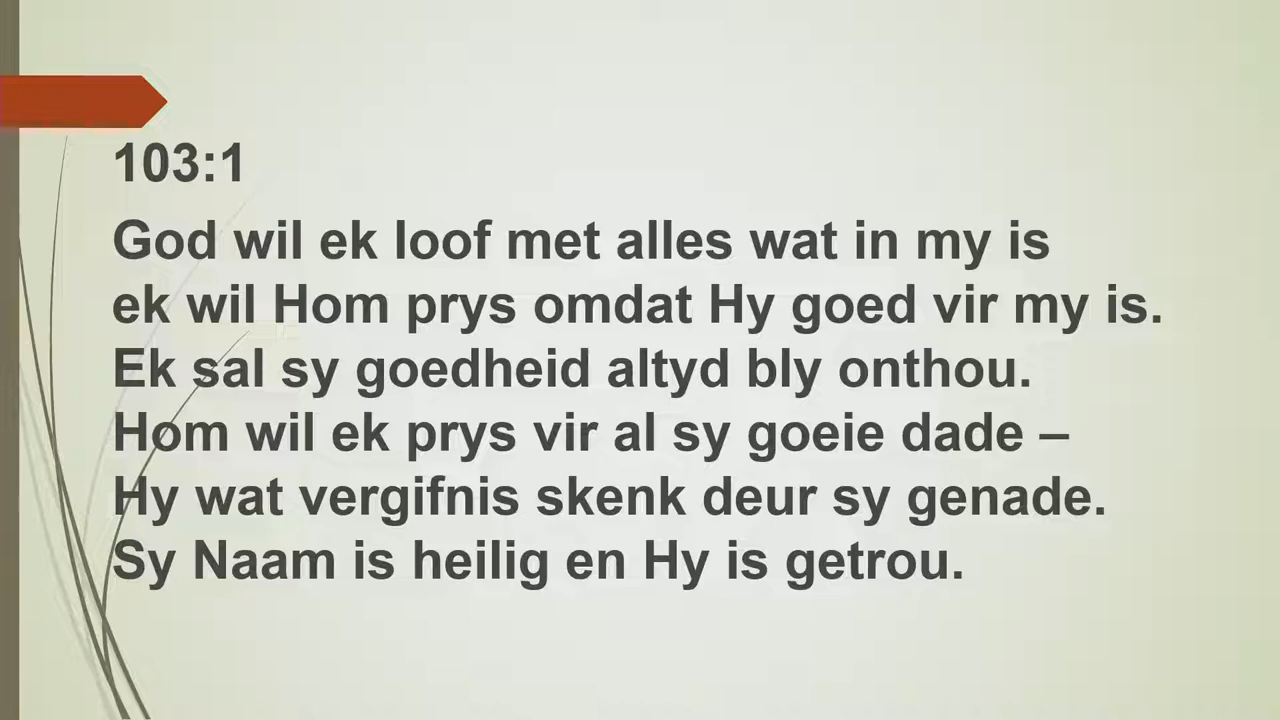 103:1
God wil ek loof met alles wat in my is
ek wil Hom prys omdat Hy goed vir my is.
Ek sal sy goedheid altyd bly onthou.
Hom wil ek prys vir al sy goeie dade –
Hy wat vergifnis skenk deur sy genade.
Sy Naam is heilig en Hy is getrou.